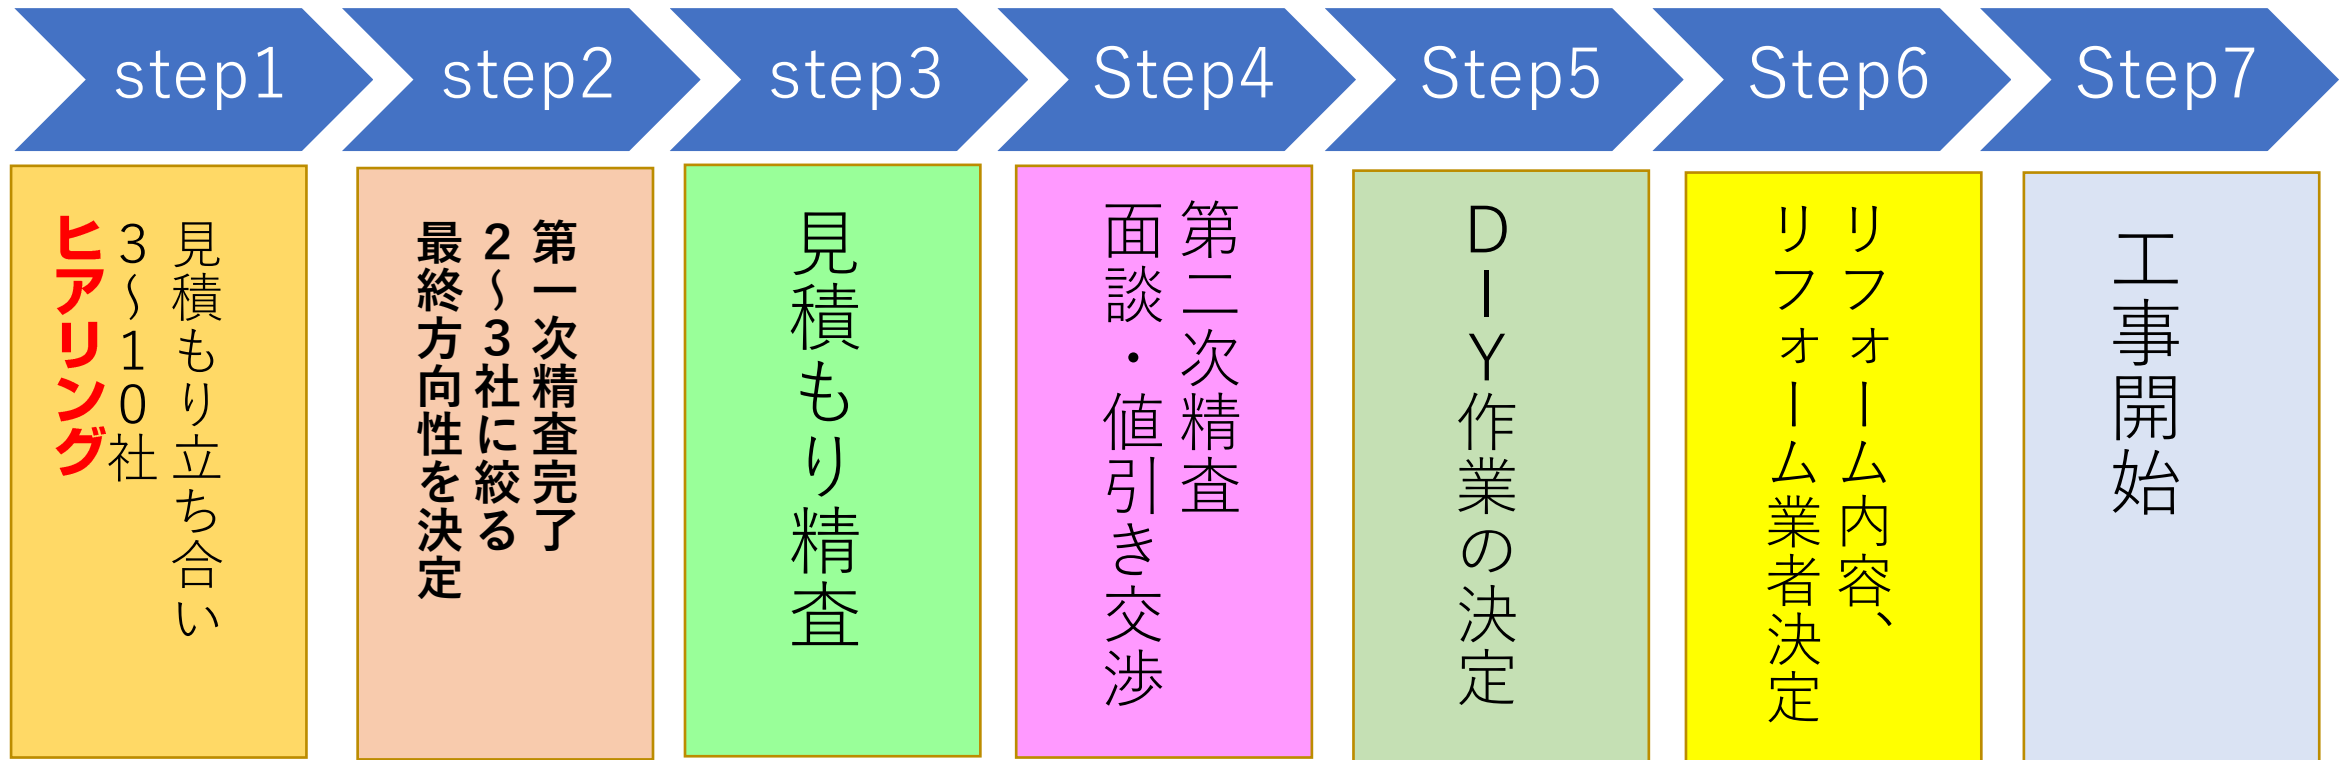 step1
step2
step3
Step4
Step5
Step6
Step7
見積もり立ち合い
3～10社
ヒアリング
第一次精査完了
2～3社に絞る
最終方向性を決定
見積もり精査
第二次精査
面談・値引き交渉
DIY作業の決定
リフォーム内容、
リフォーム業者決定
工事開始